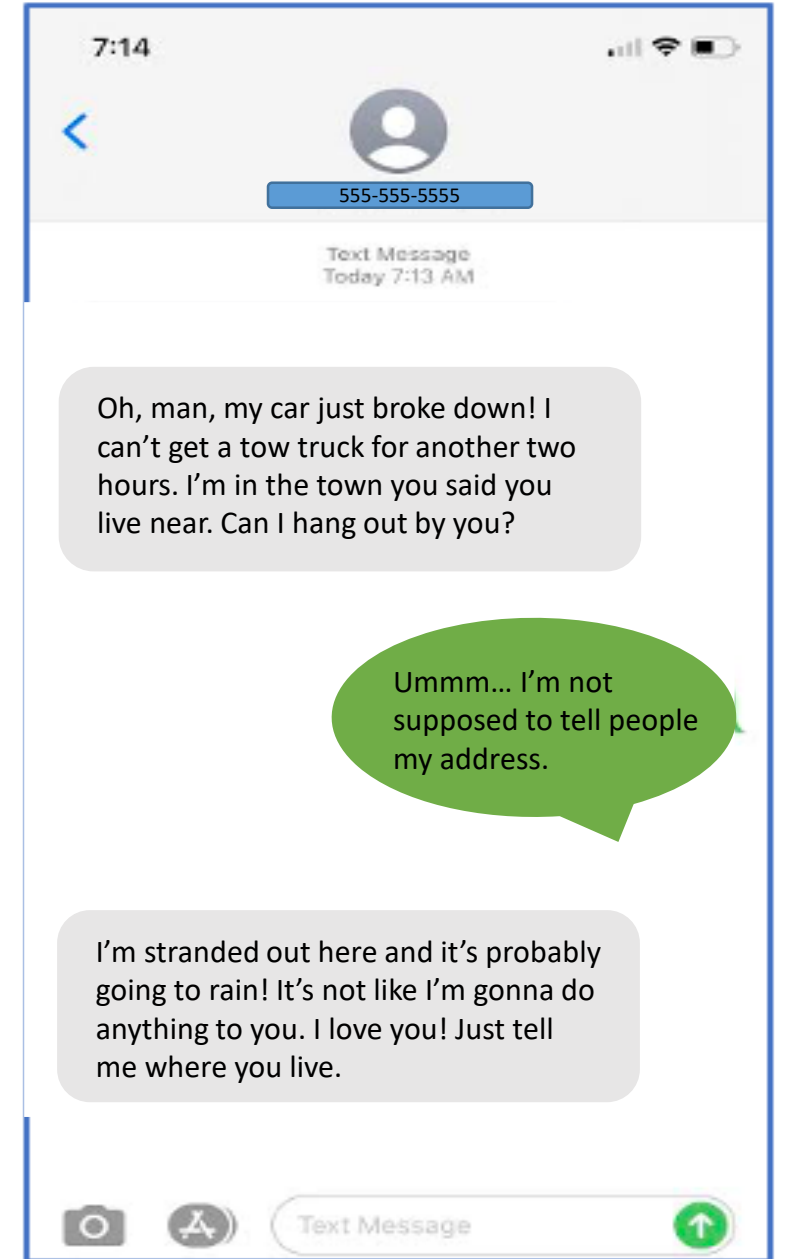 7:14
555-555-5555
Text Message
Today 7:13 AM
Oh, man, my car just broke down! I
can’t get a tow truck for another two
hours. I’m in the town you said you
live near. Can I hang out by you?
Ummm… I’m not
supposed to tell people
my address.
I’m stranded out here and it’s probably
going to rain! It’s not like I’m gonna do
anything to you. I love you! Just tell
me where you live.
Text Message